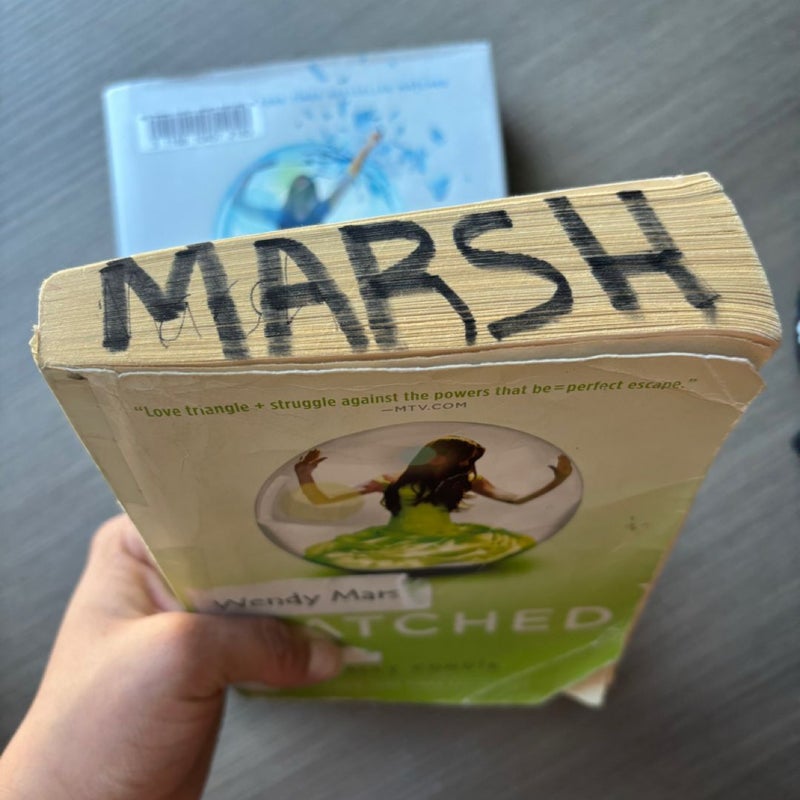 MARSH
"Love triangle + struggle against the powers that be=perfect escape."
—MTV.COM
Wendy Mars
ATCHED